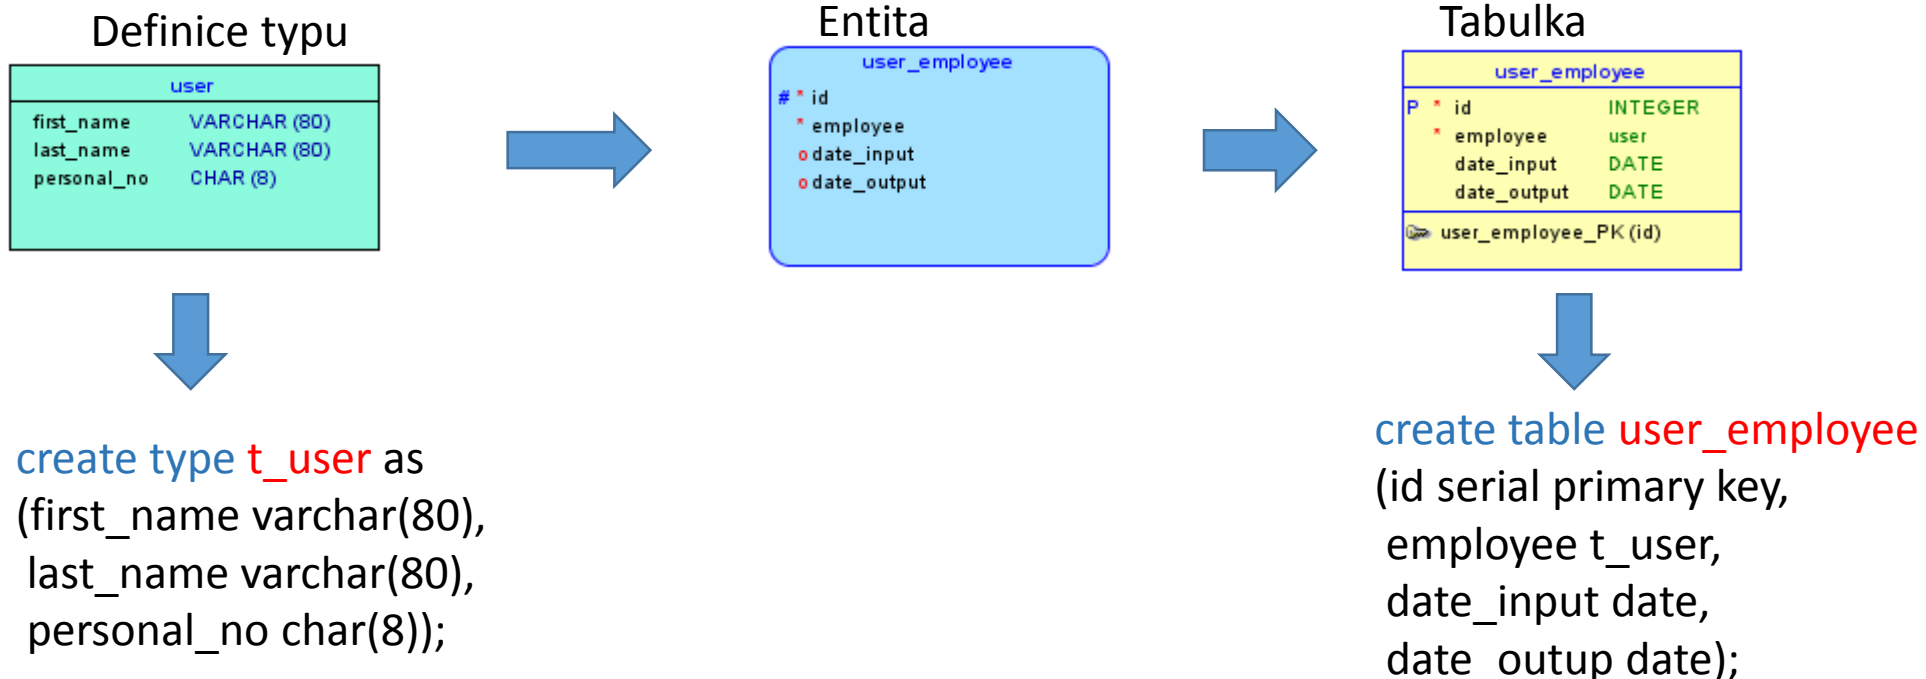 Definice typu
user
first_name VARCHAR (80)
last_name VARCHAR (80)
personal_no CHAR (8)
create type t_user as
(first_name varchar(80),
last_name varchar(80),
personal_no char(8));
Entita
user_employee
# * id
* employee
o date_input
o date_output
Tabulka
user_employee
P * id INTEGER
* employee user
date_input DATE
date_output DATE
user_employee_PK (id)
create table user_employee
(id serial primary key,
employee t_user,
date_input date,
date_outup date);